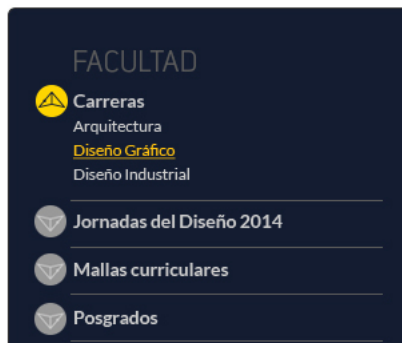 FACULTAD
Carreras
Arquitectura
Diseño Gráfico
Diseño Industrial
Jornadas del Diseño 2014
Mallas curriculares
Posgrados